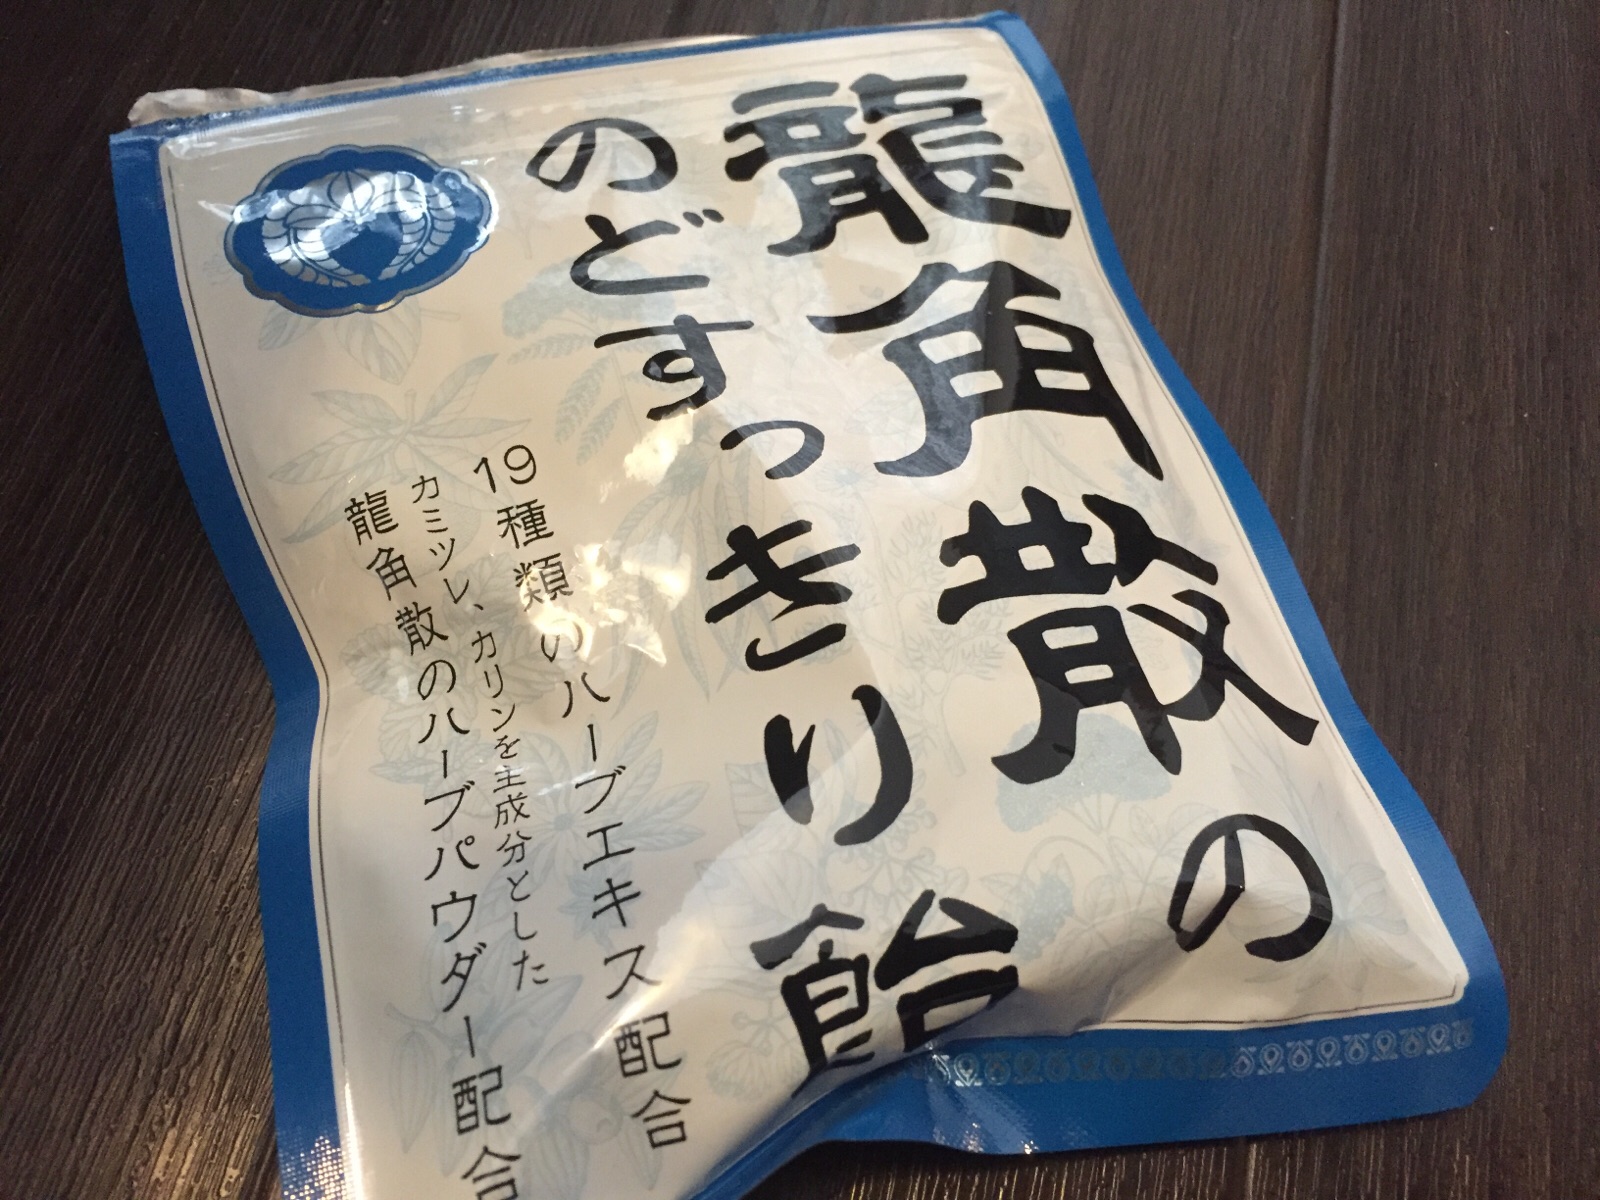 龍角散の
のどすっきり飴
19種類のハーブエキス配合
カミツレ、カリンを主成分とした
龍角散のハーブパウダー配合